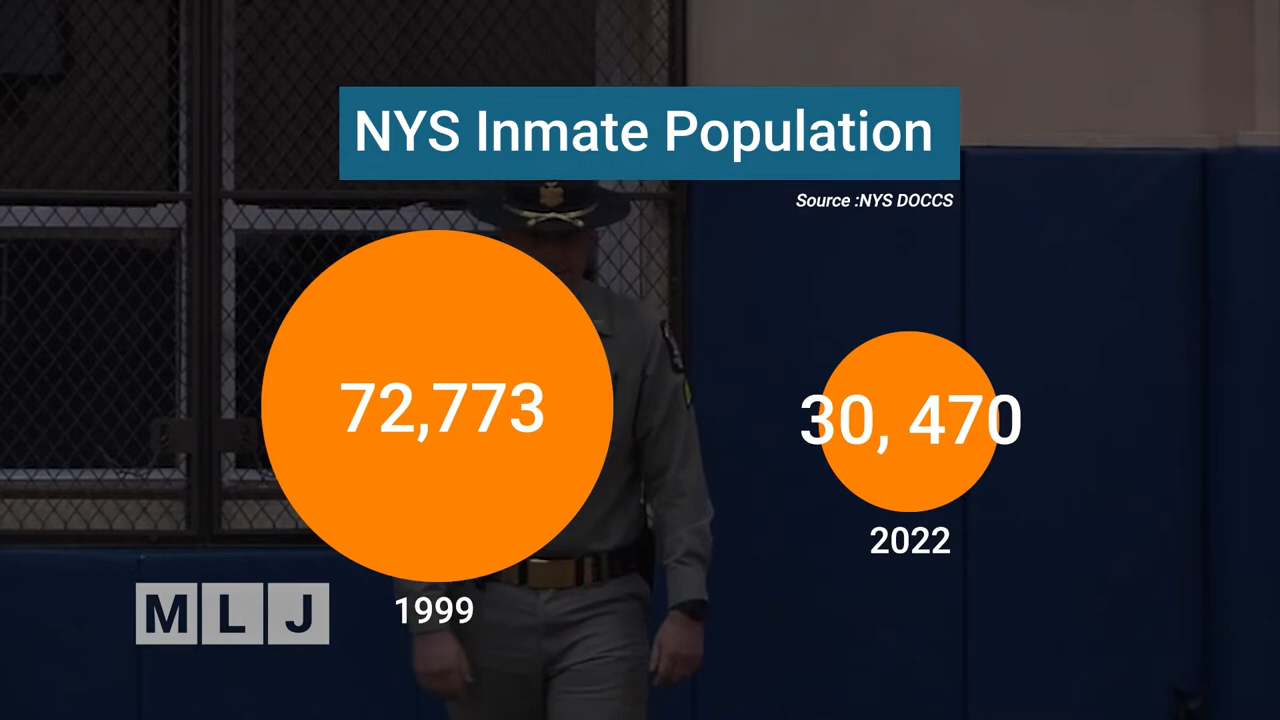 NYS Inmate Population
Source :NYS DOCCS
72,773
30, 470
1999
2022
M L J